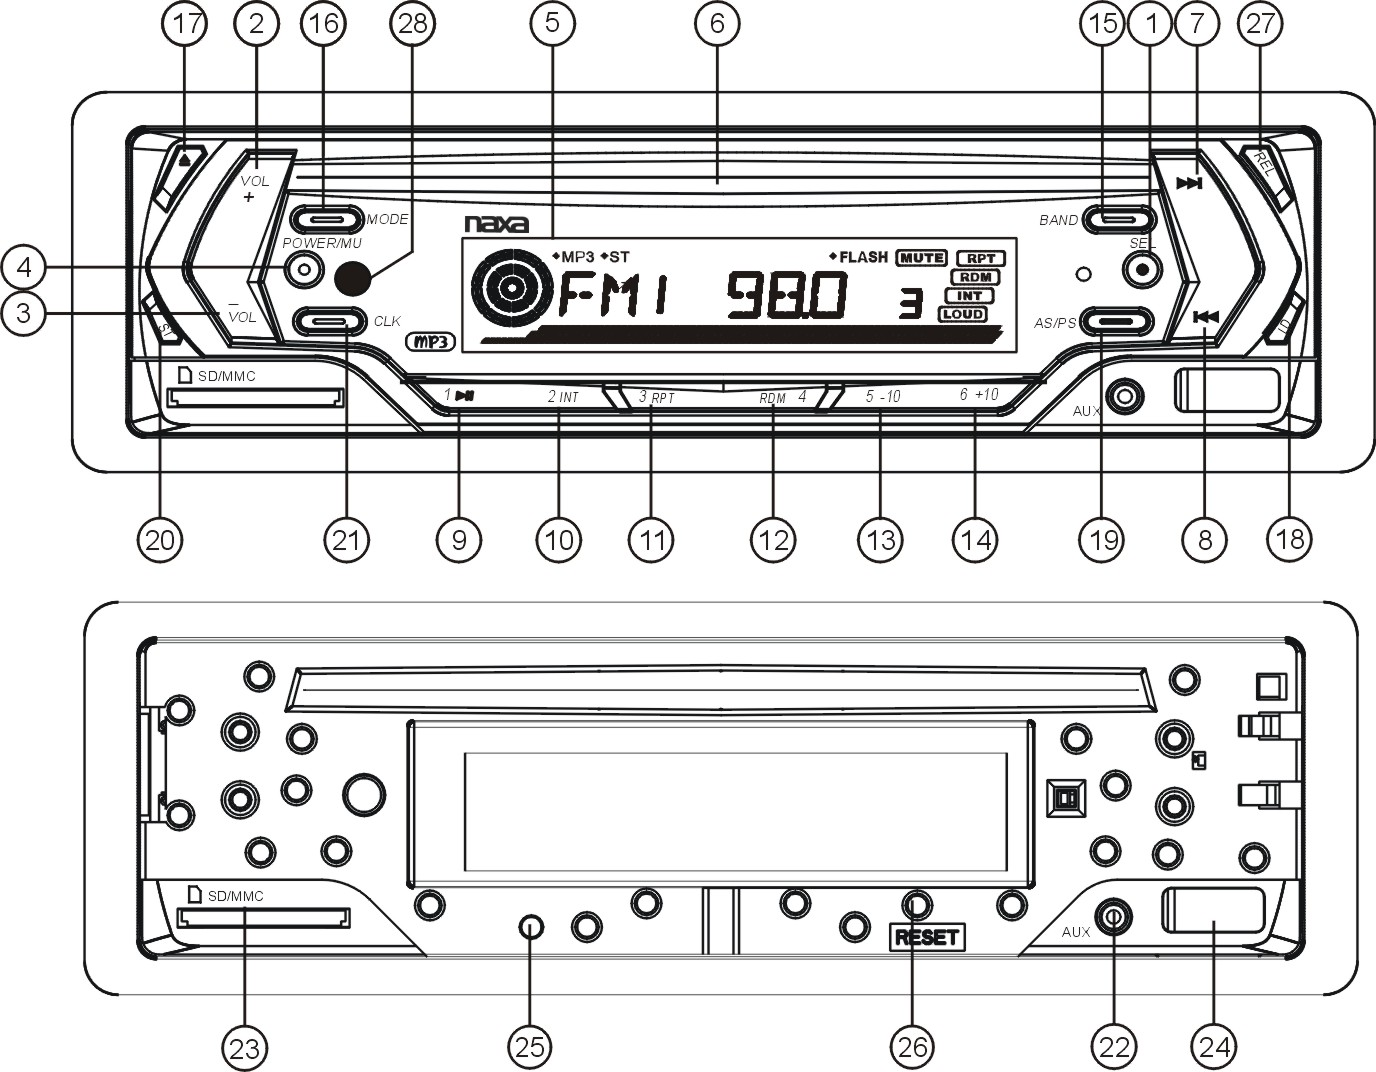 17 2 16 28 5 6 15 1 7 27
VOL
+
REL
MODE
naxa
BAND
POWER/MU
MP3 ST
FLASH MUTE RPT
SEL
4
RDM
FM1 98.0 3
INT
3
–
VOL
CLK
LOUD
AS/PS
ST
MP3
SD/MMC
1 2 INT 3 RPT RDM 4 5 -10 6 +10
AUX
20 21 9 10 11 12 13 14 19 8 18
SD/MMC
AUX
RESET
23 25 26 22 24